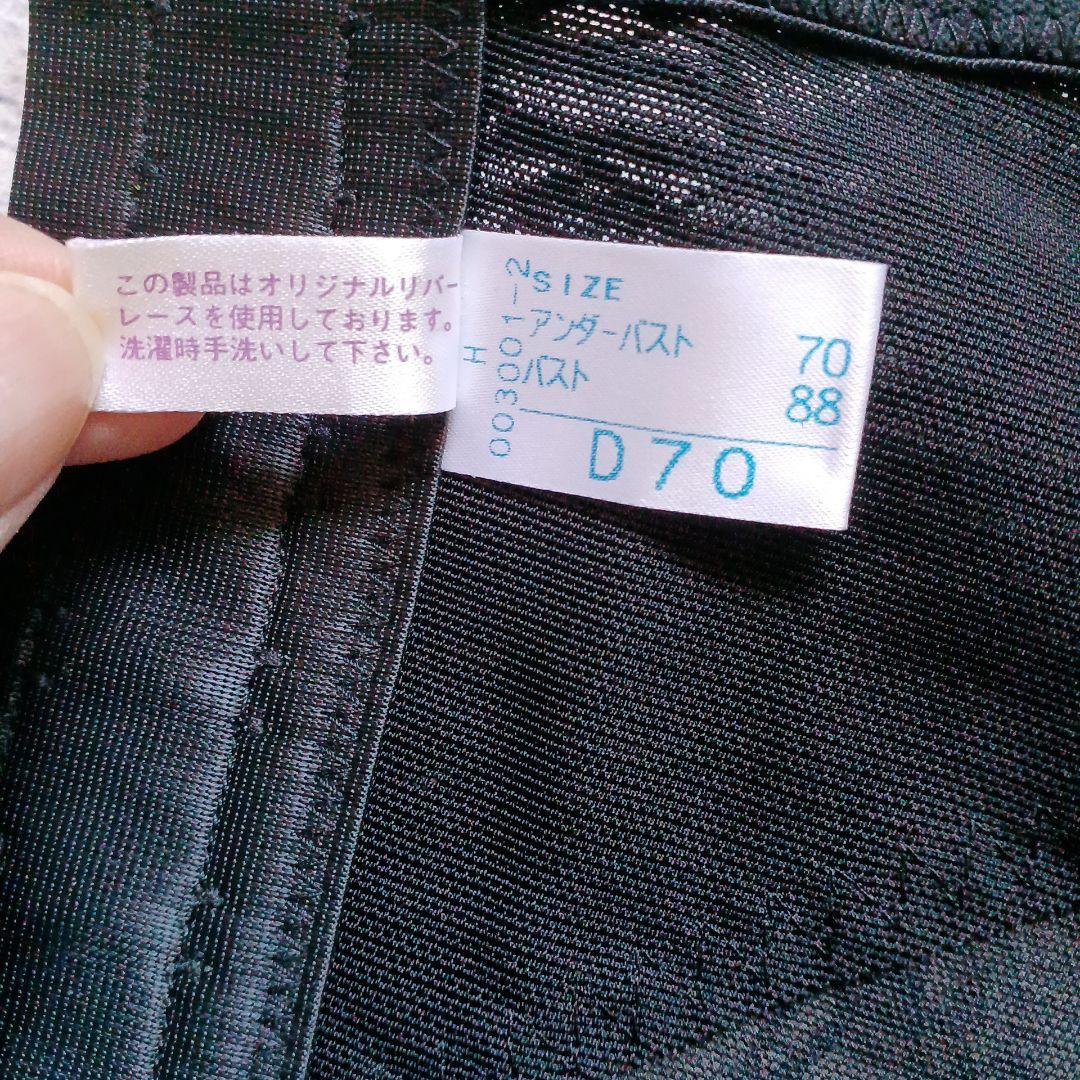 この製品はオリジナルリバー
レースを使用しております。
洗濯時手洗いして下さい。
SIZE
アンダーバスト 70
バスト 88
D70
H
003001-2